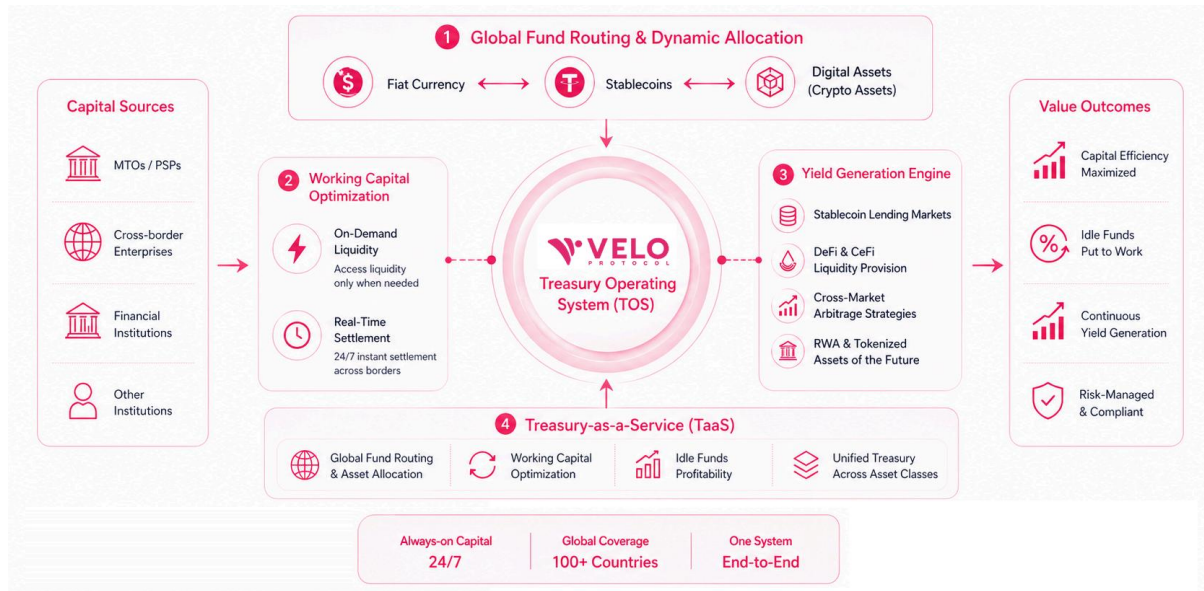 1 Global Fund Routing & Dynamic Allocation
$ Fiat Currency
Stablecoins
Digital Assets
(Crypto Assets)
Capital Sources
MTOs / PSPs
Cross-border
Enterprises
Financial
Institutions
Other
Institutions
2 Working Capital
Optimization
On-Demand
Liquidity
Access liquidity
only when needed
Real-Time
Settlement
24/7 instant settlement
across borders
VELO
PROTOCOL
Treasury Operating
System (TOS)
3 Yield Generation Engine
Stablecoin Lending Markets
DeFi & CeFi
Liquidity Provision
Cross-Market
Arbitrage Strategies
RWA & Tokenized
Assets of the Future
Value Outcomes
Capital Efficiency
Maximized
%
Idle Funds
Put to Work
Continuous
Yield Generation
Risk-Managed
& Compliant
4 Treasury-as-a-Service (TaaS)
Global Fund Routing
& Asset Allocation
Working Capital
Optimization
Idle Funds
Profitability
Unified Treasury
Across Asset Classes
Always-on Capital
24/7
Global Coverage
100+ Countries
One System
End-to-End